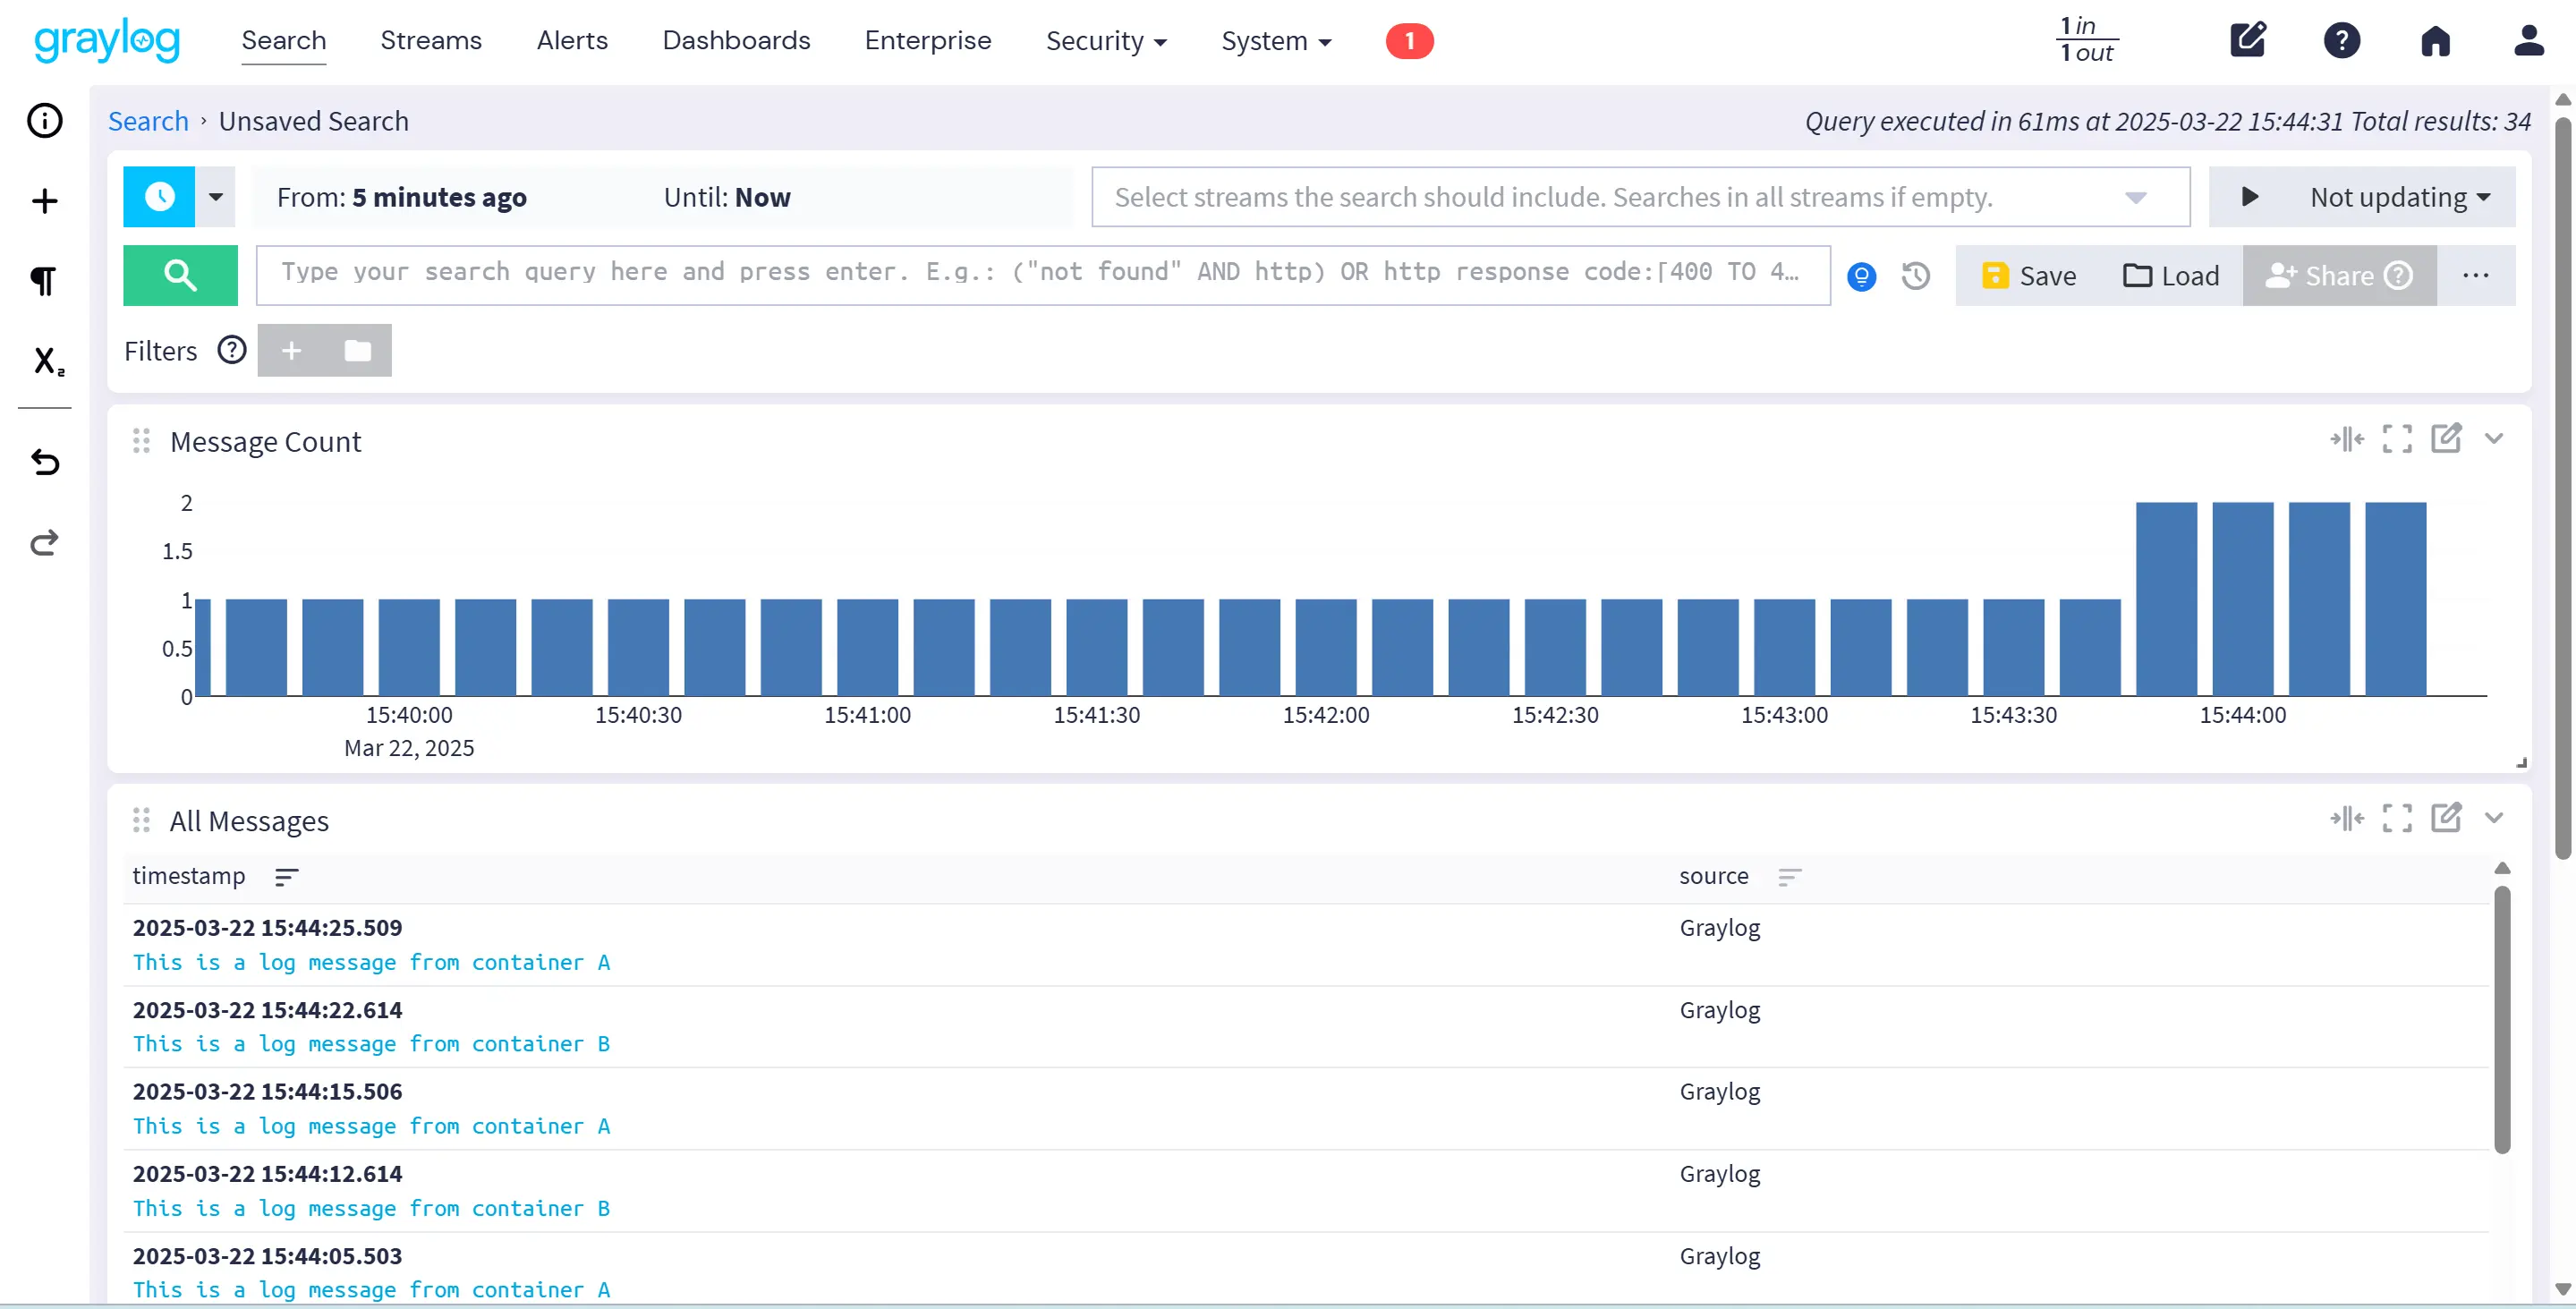 graylog Search Streams Alerts Dashboards Enterprise Security System 1 1 in 1 out
Search › Unsaved Search Query executed in 61ms at 2025-03-22 15:44:31 Total results: 34
From: 5 minutes ago Until: Now Select streams the search should include. Searches in all streams if empty. Not updating
Type your search query here and press enter. E.g.: ("not found" AND http) OR http response code:[400 TO 4... Save Load Share ...
Filters
Message Count
2
1.5
1
0.5
0
15:40:00 15:40:30 15:41:00 15:41:30 15:42:00 15:42:30 15:43:00 15:43:30 15:44:00
Mar 22, 2025
All Messages
timestamp source
2025-03-22 15:44:25.509 Graylog
This is a log message from container A
2025-03-22 15:44:22.614 Graylog
This is a log message from container B
2025-03-22 15:44:15.506 Graylog
This is a log message from container A
2025-03-22 15:44:12.614 Graylog
This is a log message from container B
2025-03-22 15:44:05.503 Graylog
This is a log message from container A